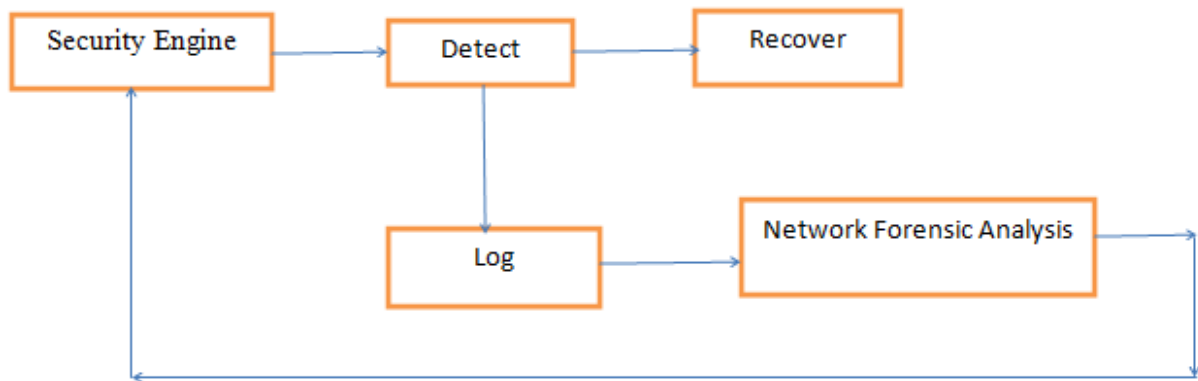 Security Engine
Detect
Recover
Log
Network Forensic Analysis